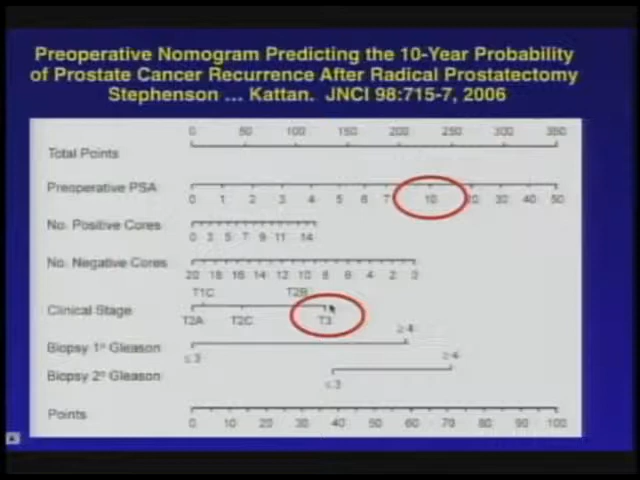 Preoperative Nomogram Predicting the 10-Year Probability
of Prostate Cancer Recurrence After Radical Prostatectomy
Stephenson ... Kattan. JNCI 98:715-7, 2006
0 50 100 150 200 250 300 350
Total Points
Preoperative PSA
0 1 2 3 4 5 6 7 10 20 30 40 50
No. Positive Cores
0 3 5 7 9 11 14
No. Negative Cores
20 18 16 14 12 10 8 6 4 2 0
T1C T2B
Clinical Stage
T2A T2C T3
≥4
Biopsy 1° Gleason
≤3
≥4
Biopsy 2° Gleason
≤3
Points
0 10 20 30 40 50 60 70 80 90 100